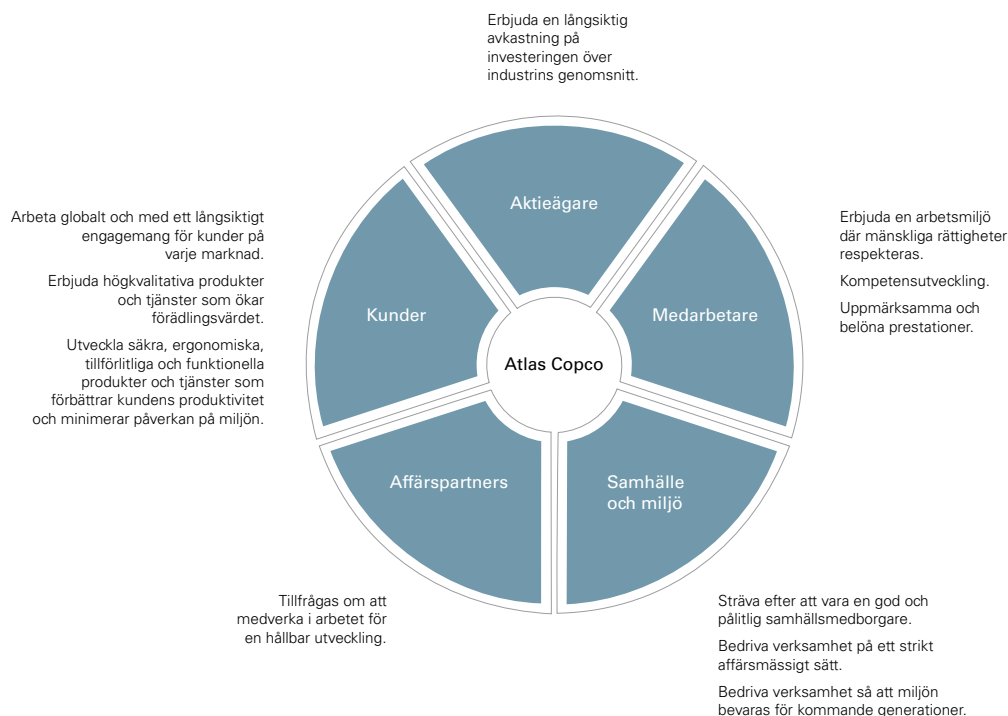 Erbjuda en långsiktig
avkastning på
investeringen över
industrins genomsnitt.
Aktieägare
Arbeta globalt och med ett långsiktigt
engagemang för kunder på
varje marknad.
Erbjuda högkvalitativa produkter
och tjänster som ökar
förädlingsvärdet.
Utveckla säkra, ergonomiska,
tillförlitliga och funktionella
produkter och tjänster som
förbättrar kundens produktivitet
och minimerar påverkan på miljön.
Kunder
Atlas Copco
Medarbetare
Erbjuda en arbetsmiljö
där mänskliga rättigheter
respekteras.
Kompetensutveckling.
Uppmärksamma och
belöna prestationer.
Affärspartners
Samhälle
och miljö
Tillfrågas om att
medverka i arbetet för
en hållbar utveckling.
Sträva efter att vara en god och
pålitlig samhällsmedborgare.
Bedriva verksamhet på ett strikt
affärsmässigt sätt.
Bedriva verksamhet så att miljön
bevaras för kommande generationer.